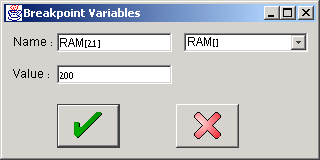 Breakpoint Variables
Name : RAM[21] RAM[]
Value : 200